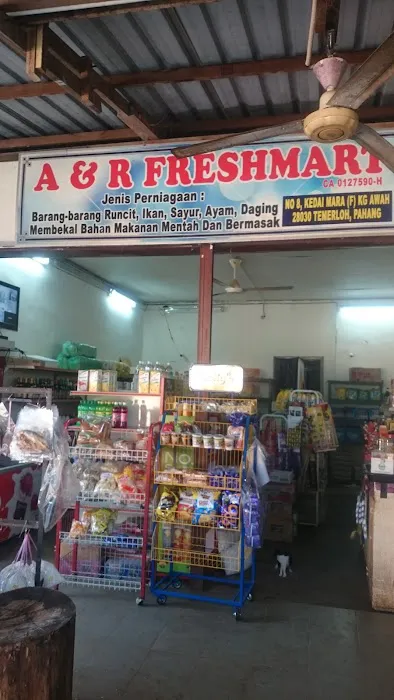 A & R FRESHMART
CA 0127590-H
Jenis Perniagaan :
Barang-barang Runcit, Ikan, Sayur, Ayam, Daging
Membekal Bahan Makanan Mentah Dan Bermasak
NO 8, KEDAI MARA (F) KG AWAH
28030 TEMERLOH, PAHANG